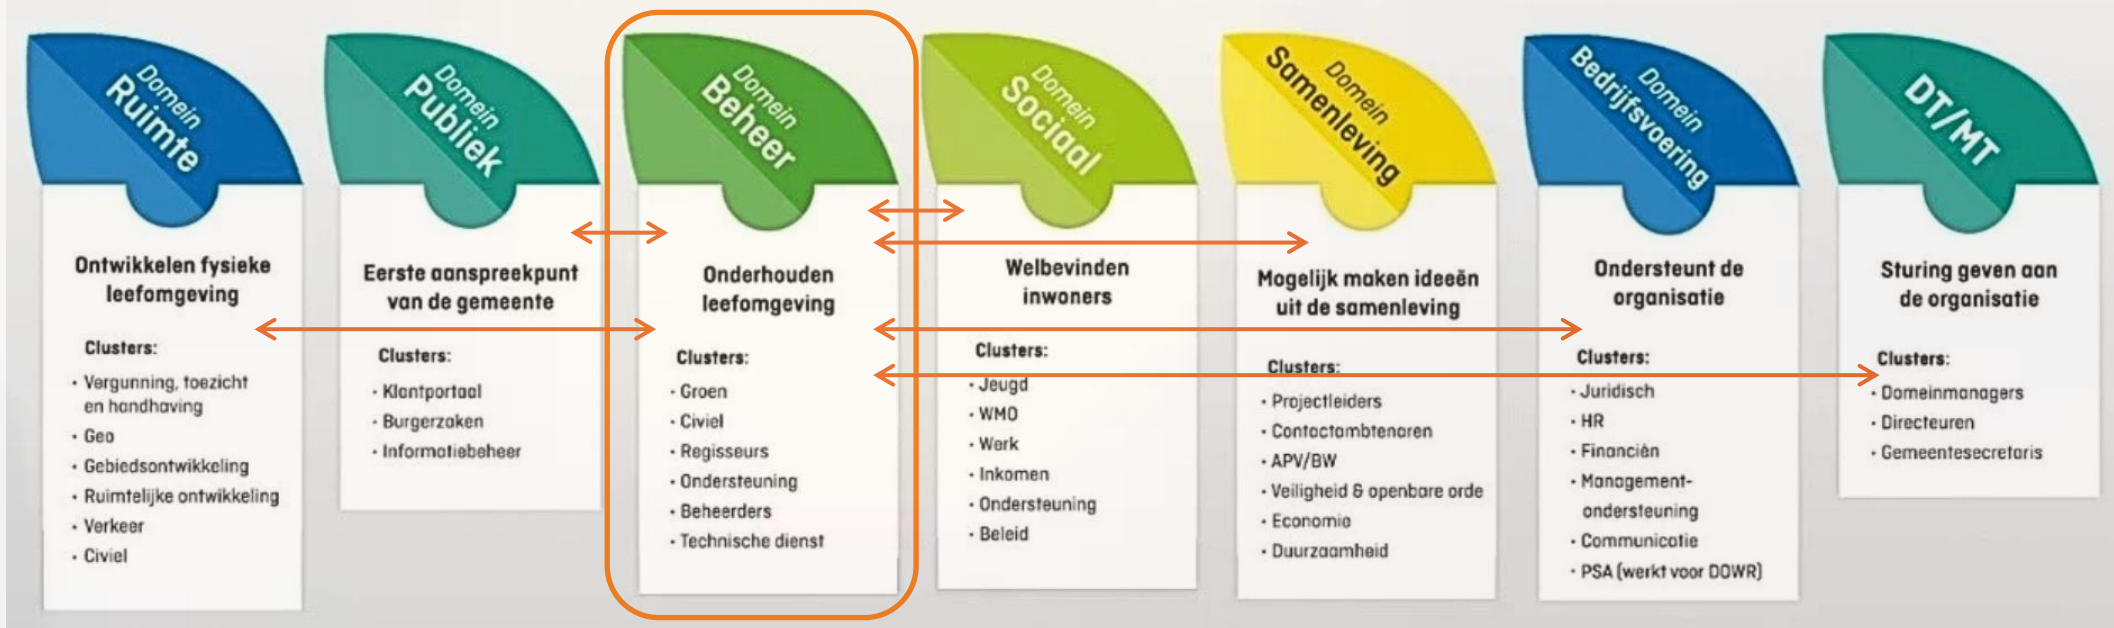 Domein
Ruimte
Ontwikkelen fysieke
leefomgeving
Clusters:
• Vergunning, toezicht
en handhaving
• Geo
• Gebiedsontwikkeling
• Ruimtelijke ontwikkeling
• Verkeer
• Civiel
Domein
Publiek
Eerste aanspreekpunt
van de gemeente
Clusters:
• Klantportaal
• Burgerzaken
• Informatiebeheer
Domein
Beheer
Onderhouden
leefomgeving
Clusters:
• Groen
• Civiel
• Regisseurs
• Ondersteuning
• Beheerders
• Technische dienst
Domein
Sociaal
Welbevinden
inwoners
Clusters:
• Jeugd
• WMO
• Werk
• Inkomen
• Ondersteuning
• Beleid
Domein
Samenleving
Mogelijk maken ideeën
uit de samenleving
Clusters:
• Projectleiders
• Contactambtenaren
• APV/BW
• Veiligheid & openbare orde
• Economie
• Duurzaamheid
Domein
Bedrijfsvoering
Ondersteunt de
organisatie
Clusters:
• Juridisch
• HR
• Financiën
• Management-
ondersteuning
• Communicatie
• PSA (werkt voor DOWR)
DT/MT
Sturing geven aan
de organisatie
Clusters:
• Domeinmanagers
• Directeuren
• Gemeentesecretaris